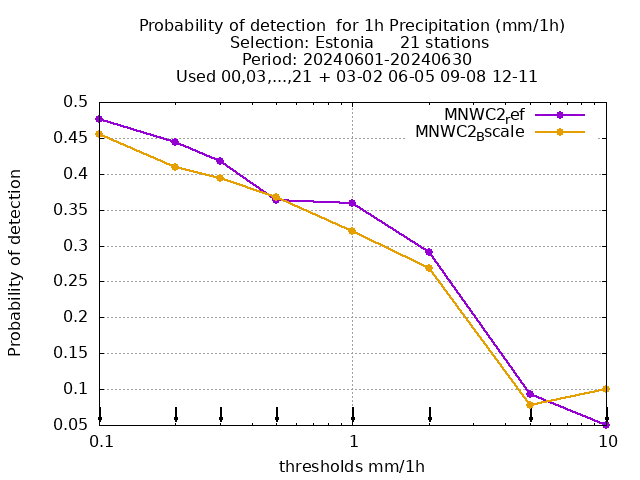 Probability of detection  for 1h Precipitation (mm/1h)
Selection: Estonia     21 stations
Period: 20240601-20240630
Used 00,03,...,21 + 03-02 06-05 09-08 12-11
MNWC2ref
MNWC2Bscale
Probability of detection
0.5
0.45
0.4
0.35
0.3
0.25
0.2
0.15
0.1
0.05
0.1
1
10
thresholds mm/1h